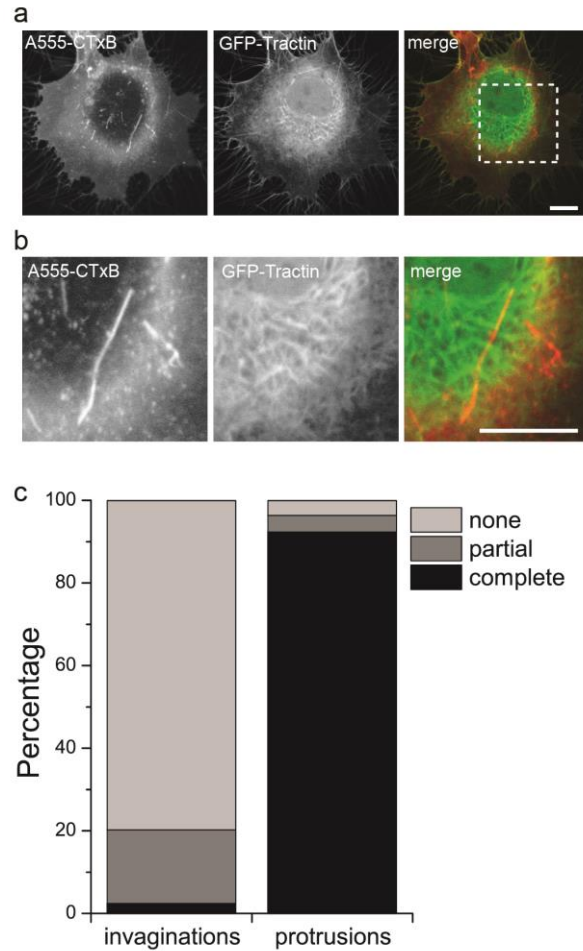 a
A555-CTxB GFP-Tractin merge
b
A555-CTxB GFP-Tractin merge
c
100
80
60
40
20
0
Percentage
none
partial
complete
invaginations protrusions